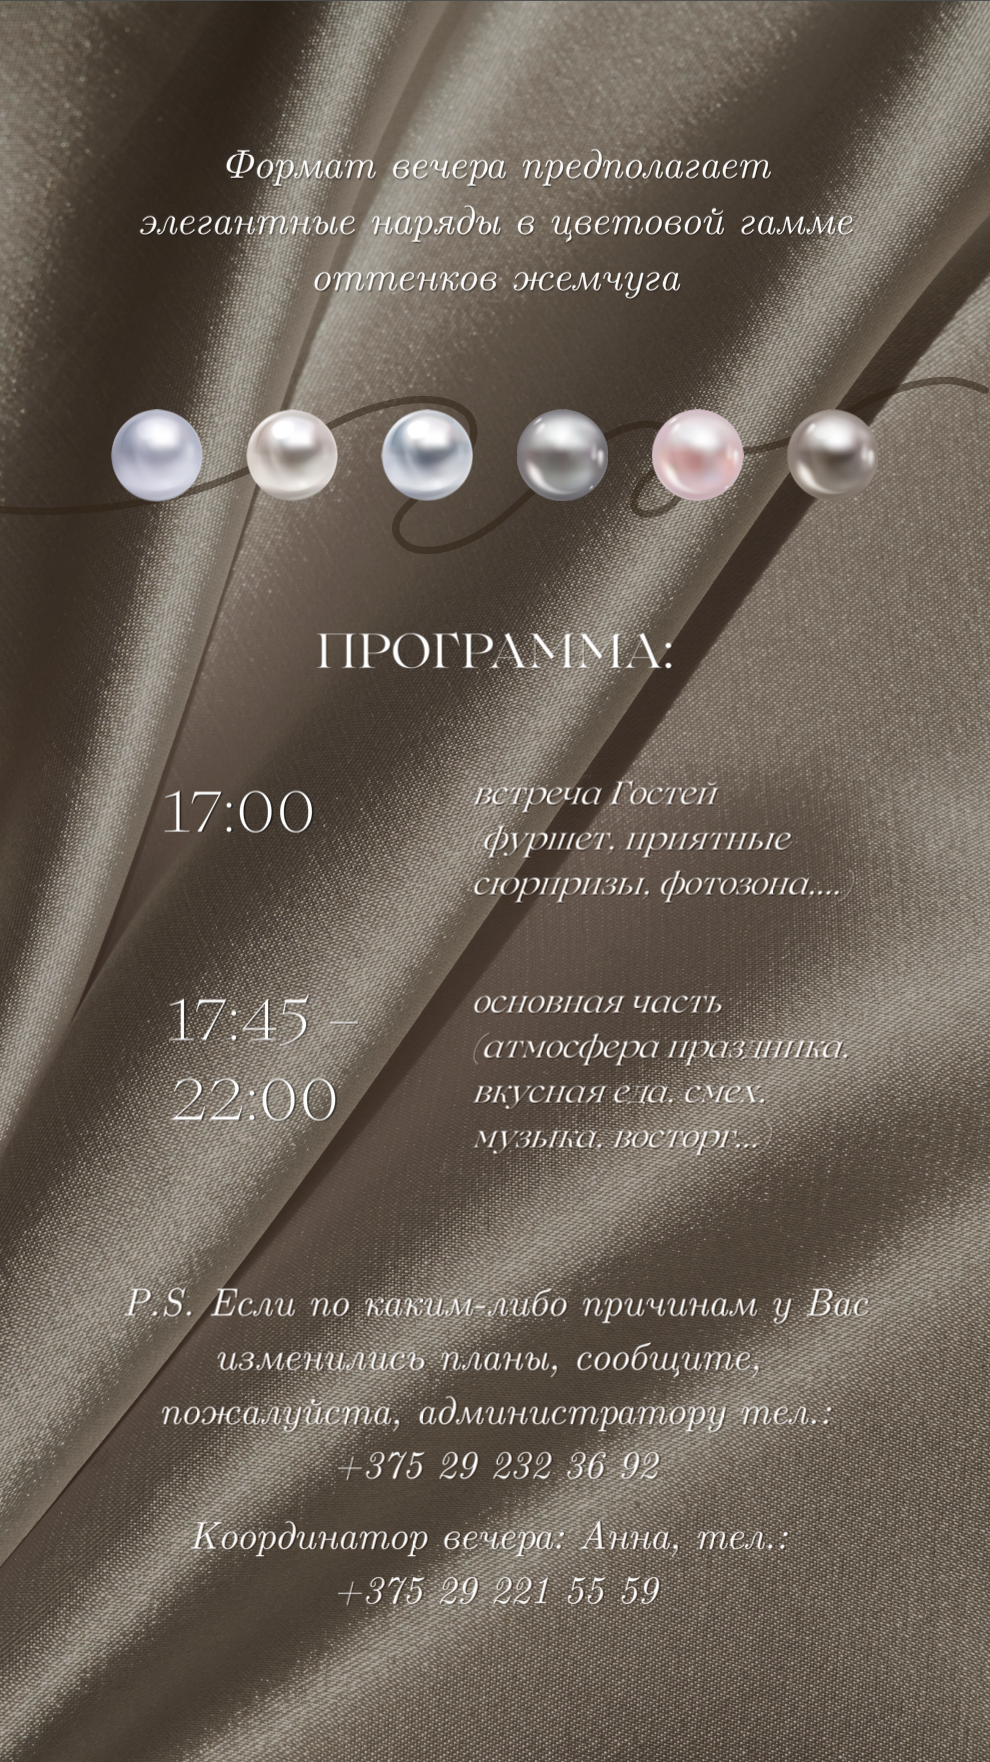 Формат вечера предполагает
элегантные наряды в цветовой гамме
оттенков жемчуга
ПРОГРАММА:
17:00
встреча Гостей
фуршет, приятные
сюрпризы, фотозона,...)
17:45 –
22:00
основная часть
(атмосфера праздника,
вкусная еда, смех,
музыка, восторг...)
P.S. Если по каким-либо причинам у Вас
изменились планы, сообщите,
пожалуйста, администратору тел.:
+375 29 232 36 92
Координатор вечера: Анна, тел.:
+375 29 221 55 59